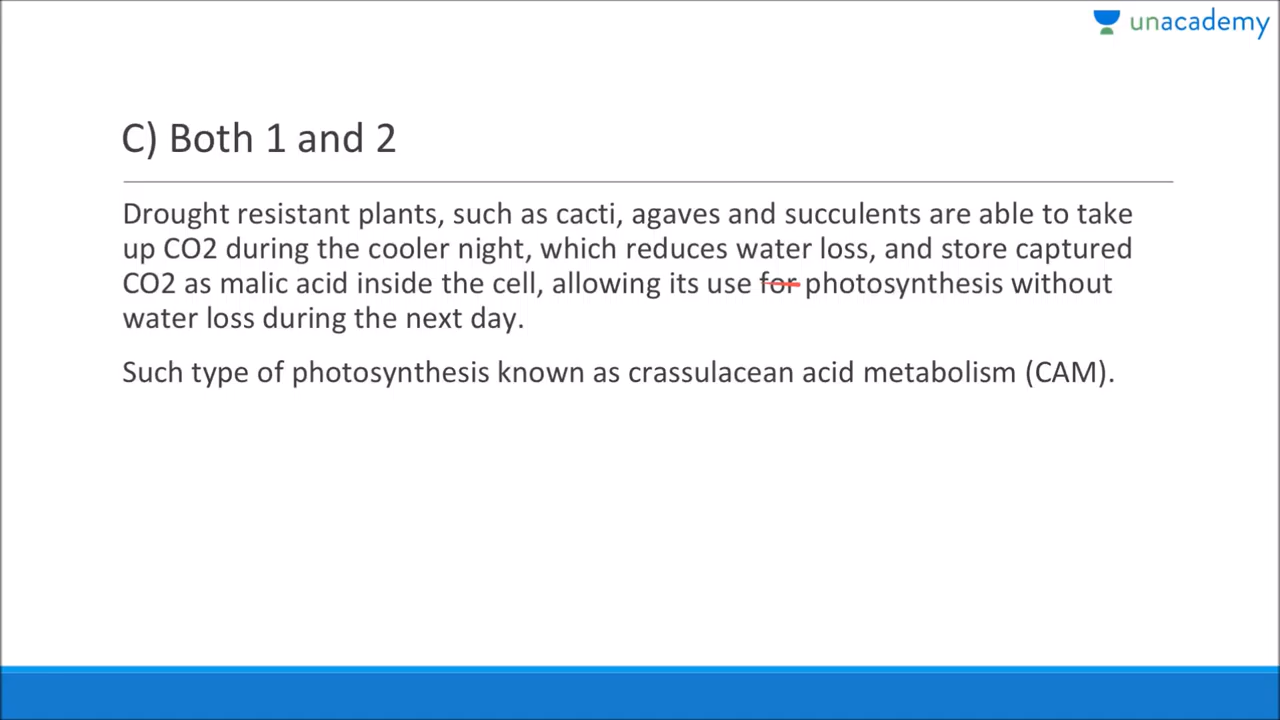 unacademy
C) Both 1 and 2
Drought resistant plants, such as cacti, agaves and succulents are able to take
up CO2 during the cooler night, which reduces water loss, and store captured
CO2 as malic acid inside the cell, allowing its use for photosynthesis without
water loss during the next day.
Such type of photosynthesis known as crassulacean acid metabolism (CAM).